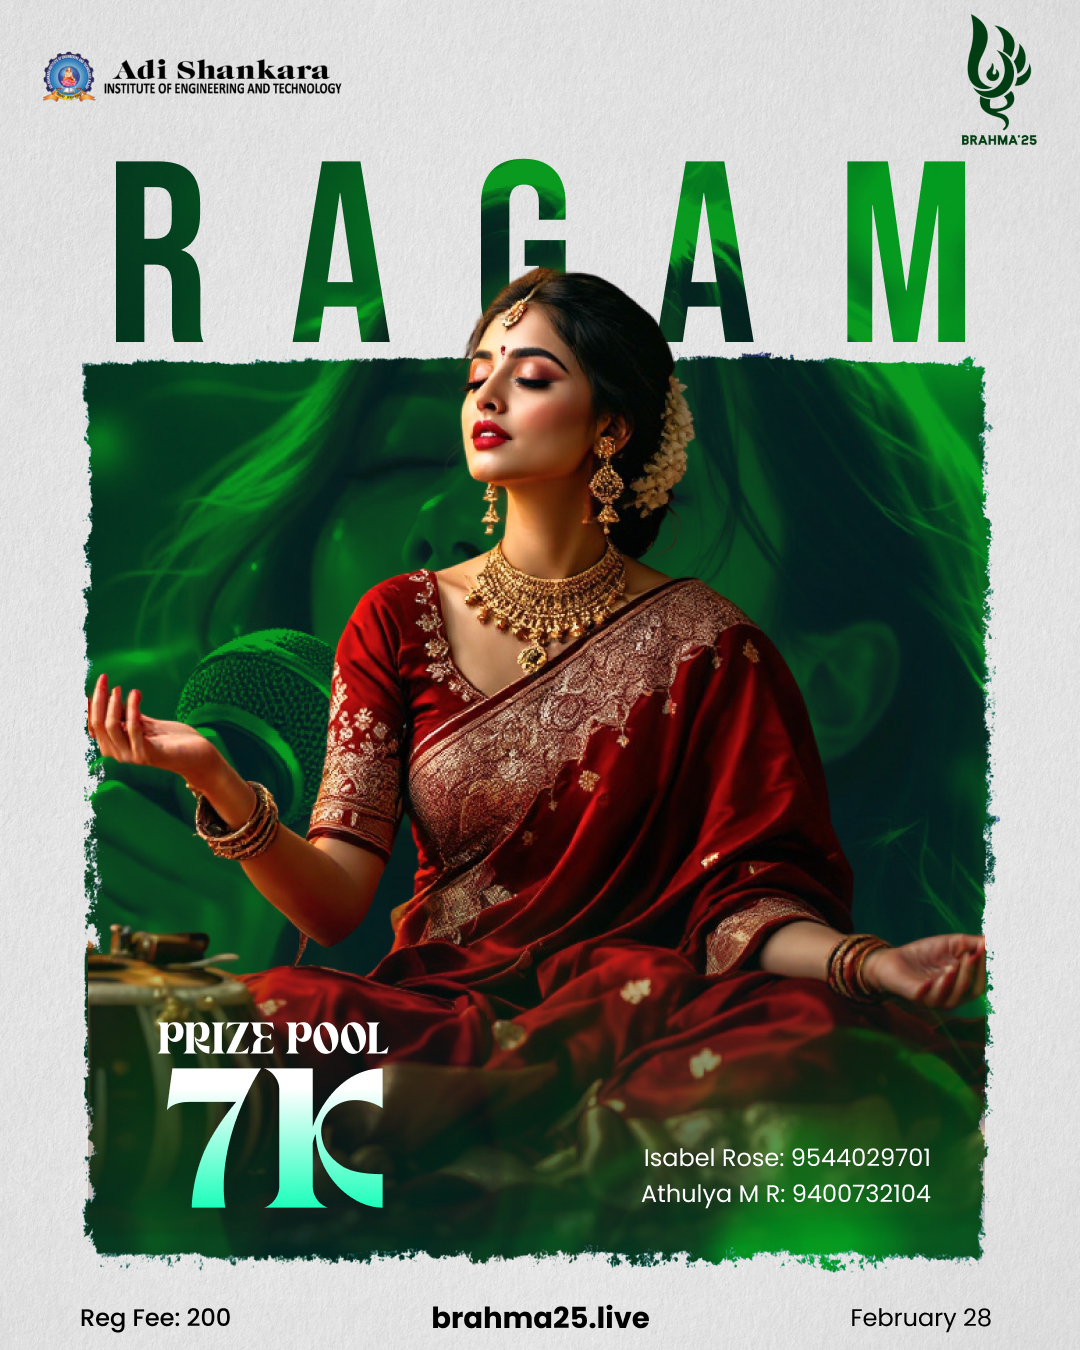 Adi Shankara
INSTITUTE OF ENGINEERING AND TECHNOLOGY
BRAHMA'25
RAGAM
PRIZE POOL
7K
Isabel Rose: 9544029701
Athulya M R: 9400732104
Reg Fee: 200
brahma25.live
February 28